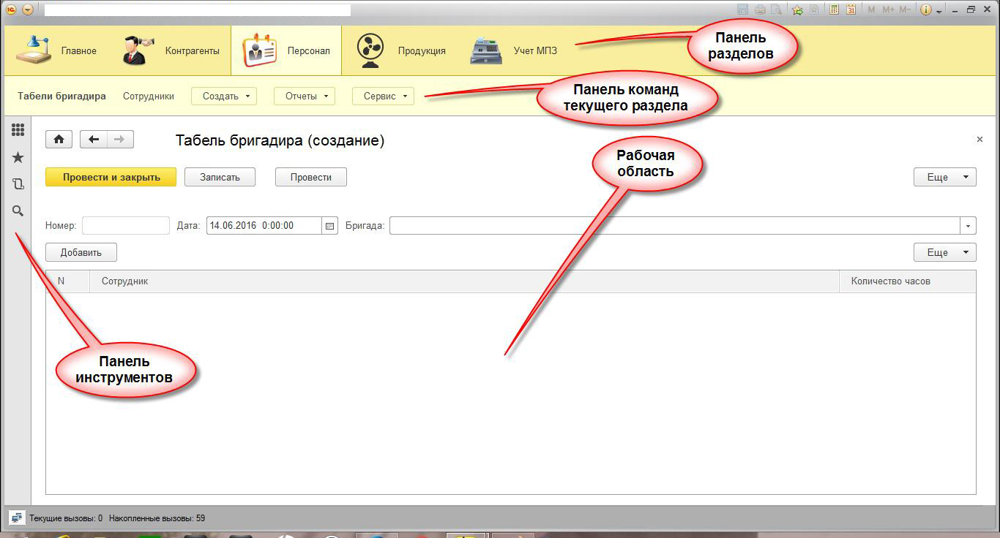 1С
M M+ M-
31
Главное
Контрагенты
Персонал
Продукция
Учет МПЗ
Панель
разделов
Табели бригадира
Сотрудники
Создать
Отчеты
Сервис
Панель команд
текущего раздела
Табель бригадира (создание)
Рабочая
область
Провести и закрыть
Записать
Провести
Еще
Номер:
Дата:
14.06.2016 0:00:00
Бригада:
Добавить
Еще
N
Сотрудник
Количество часов
Панель
инструментов
Текущие вызовы: 0 Накопленные вызовы: 59